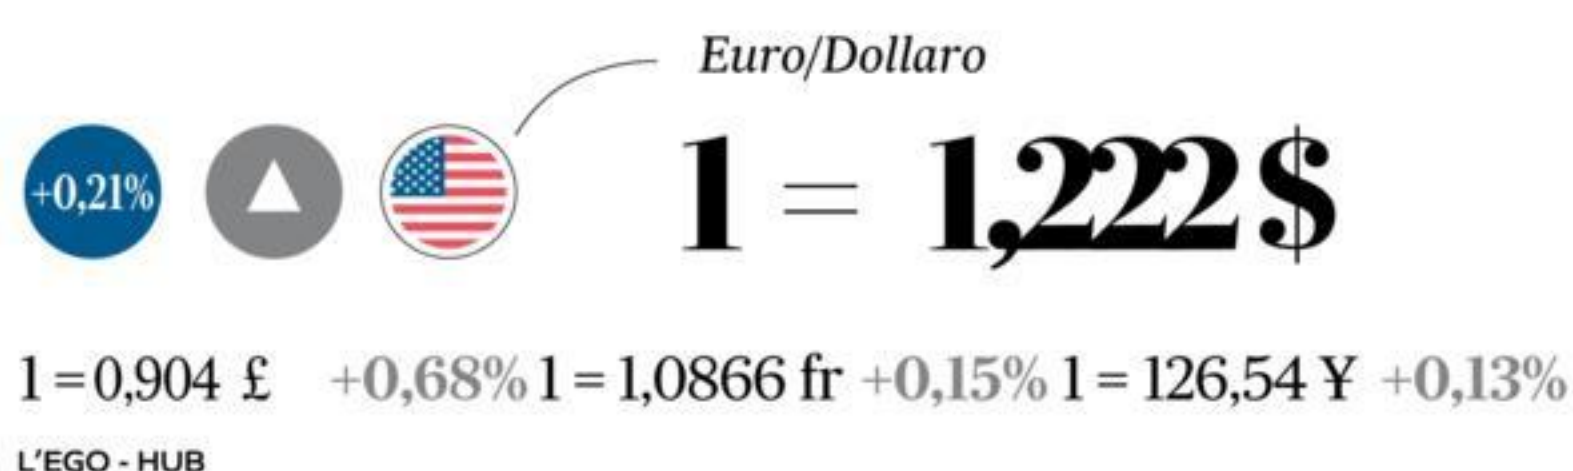 Euro/Dollaro
+0,21% 1 = 1,222 $
1 = 0,904 £ +0,68% 1 = 1,0866 fr +0,15% 1 = 126,54 ¥ +0,13%
L'EGO - HUB